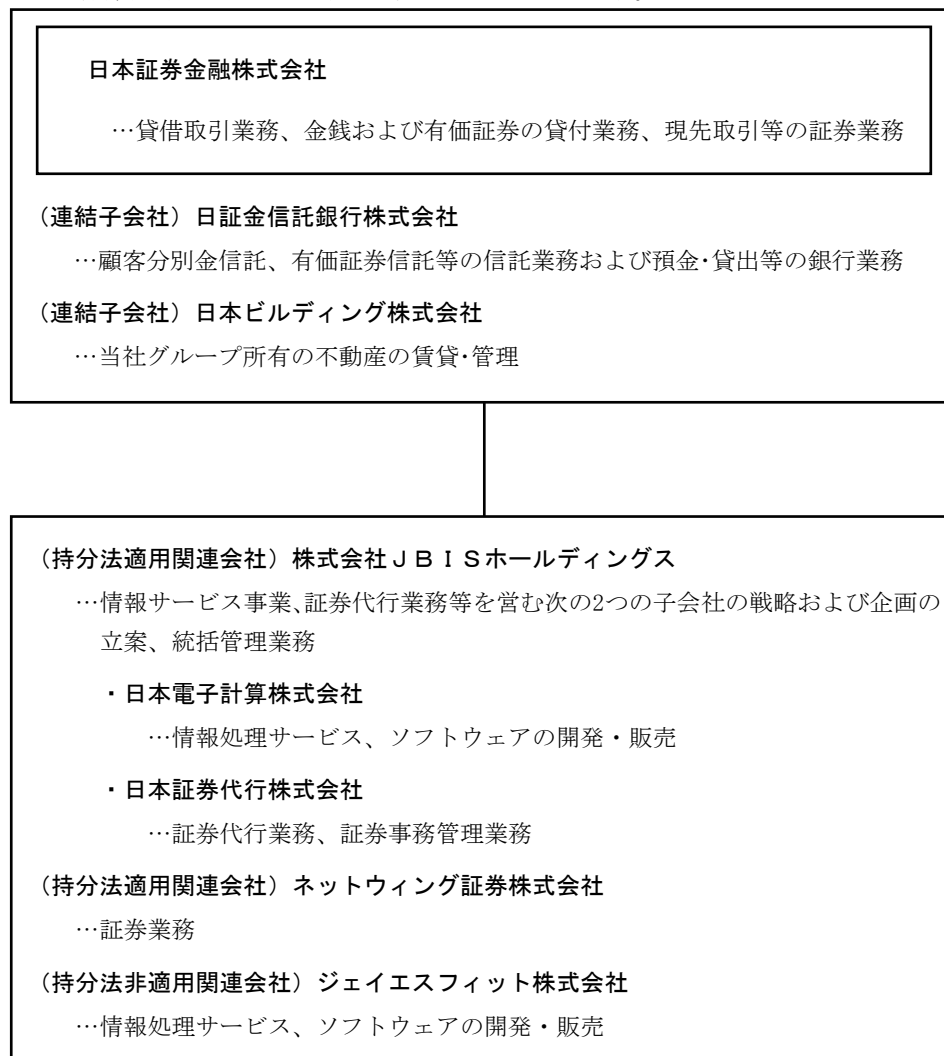 日本証券金融株式会社
…貸借取引業務、金銭および有価証券の貸付業務、現先取引等の証券業務
（連結子会社）日証金信託銀行株式会社
…顧客分別金信託、有価証券信託等の信託業務および預金・貸出等の銀行業務
（連結子会社）日本ビルディング株式会社
…当社グループ所有の不動産の賃貸・管理
（持分法適用関連会社）株式会社ＪＢＩＳホールディングス
…情報サービス事業、証券代行業務等を営む次の2つの子会社の戦略および企画の
立案、統括管理業務
・日本電子計算株式会社
…情報処理サービス、ソフトウェアの開発・販売
・日本証券代行株式会社
…証券代行業務、証券事務管理業務
（持分法適用関連会社）ネットウィング証券株式会社
…証券業務
（持分法非適用関連会社）ジェイエスフィット株式会社
…情報処理サービス、ソフトウェアの開発・販売